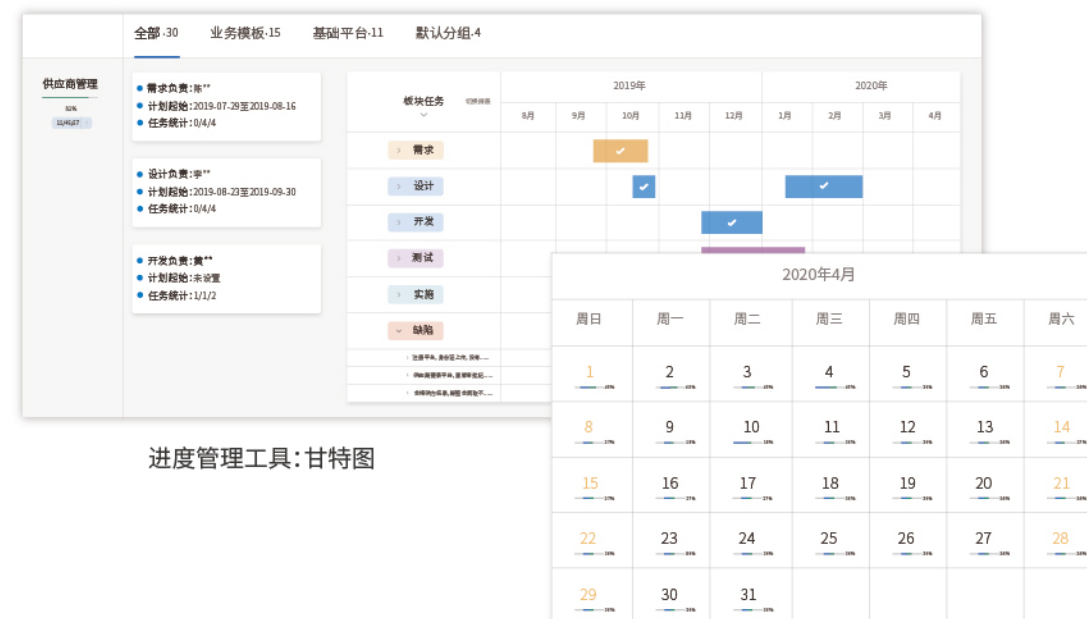 全部·30 业务模板·15 基础平台·11 默认分组·4
供应商管理
需求负责:陈**
计划起始:2019-07-29至2019-08-16
任务统计:0/4/4
设计负责:李**
计划起始:2019-08-23至2019-09-30
任务统计:0/4/4
开发负责:黄**
计划起始:未设置
任务统计:1/1/2
板块任务
2019年 2020年
8月 9月 10月 11月 12月 1月 2月 3月 4月
需求
设计
开发
测试
实施
缺陷
进度管理工具:甘特图
2020年4月
周日 周一 周二 周三 周四 周五 周六
1 2 3 4 5 6 7
8 9 10 11 12 13 14
15 16 17 18 19 20 21
22 23 24 25 26 27 28
29 30 31